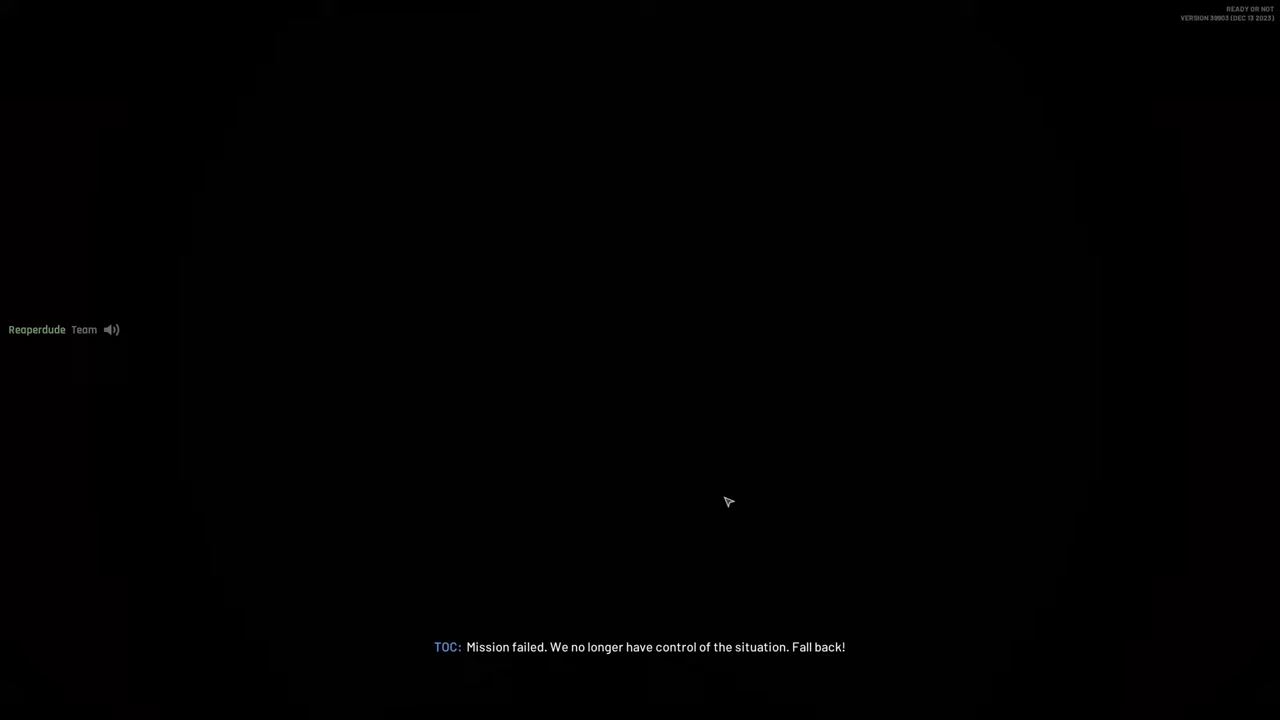 READY OR NOT
VERSION 39903 (DEC 13 2023)
Reaperdude Team
TOC: Mission failed. We no longer have control of the situation. Fall back!